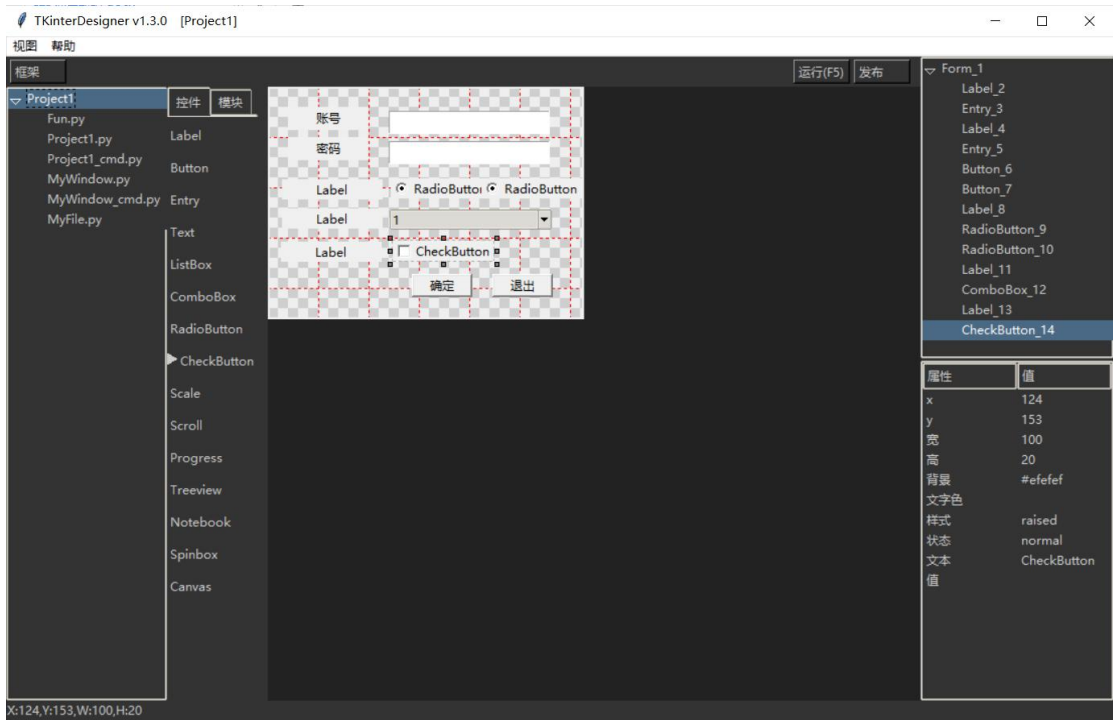 TKinterDesigner v1.3.0 [Project1]
视图 帮助
框架
运行(F5) 发布
Project1
Fun.py
Project1.py
Project1_cmd.py
MyWindow.py
MyWindow_cmd.py
MyFile.py
控件 模块
Label
Button
Entry
Text
ListBox
ComboBox
RadioButton
CheckButton
Scale
Scroll
Progress
Treeview
Notebook
Spinbox
Canvas
账号
密码
Label RadioButto RadioButton
Label 1
Label CheckButton
确定 退出
Form_1
Label_2
Entry_3
Label_4
Entry_5
Button_6
Button_7
Label_8
RadioButton_9
RadioButton_10
Label_11
ComboBox_12
Label_13
CheckButton_14
属性 值
x 124
y 153
宽 100
高 20
背景 #efefef
文字色
样式 raised
状态 normal
文本 CheckButton
值
X:124,Y:153,W:100,H:20